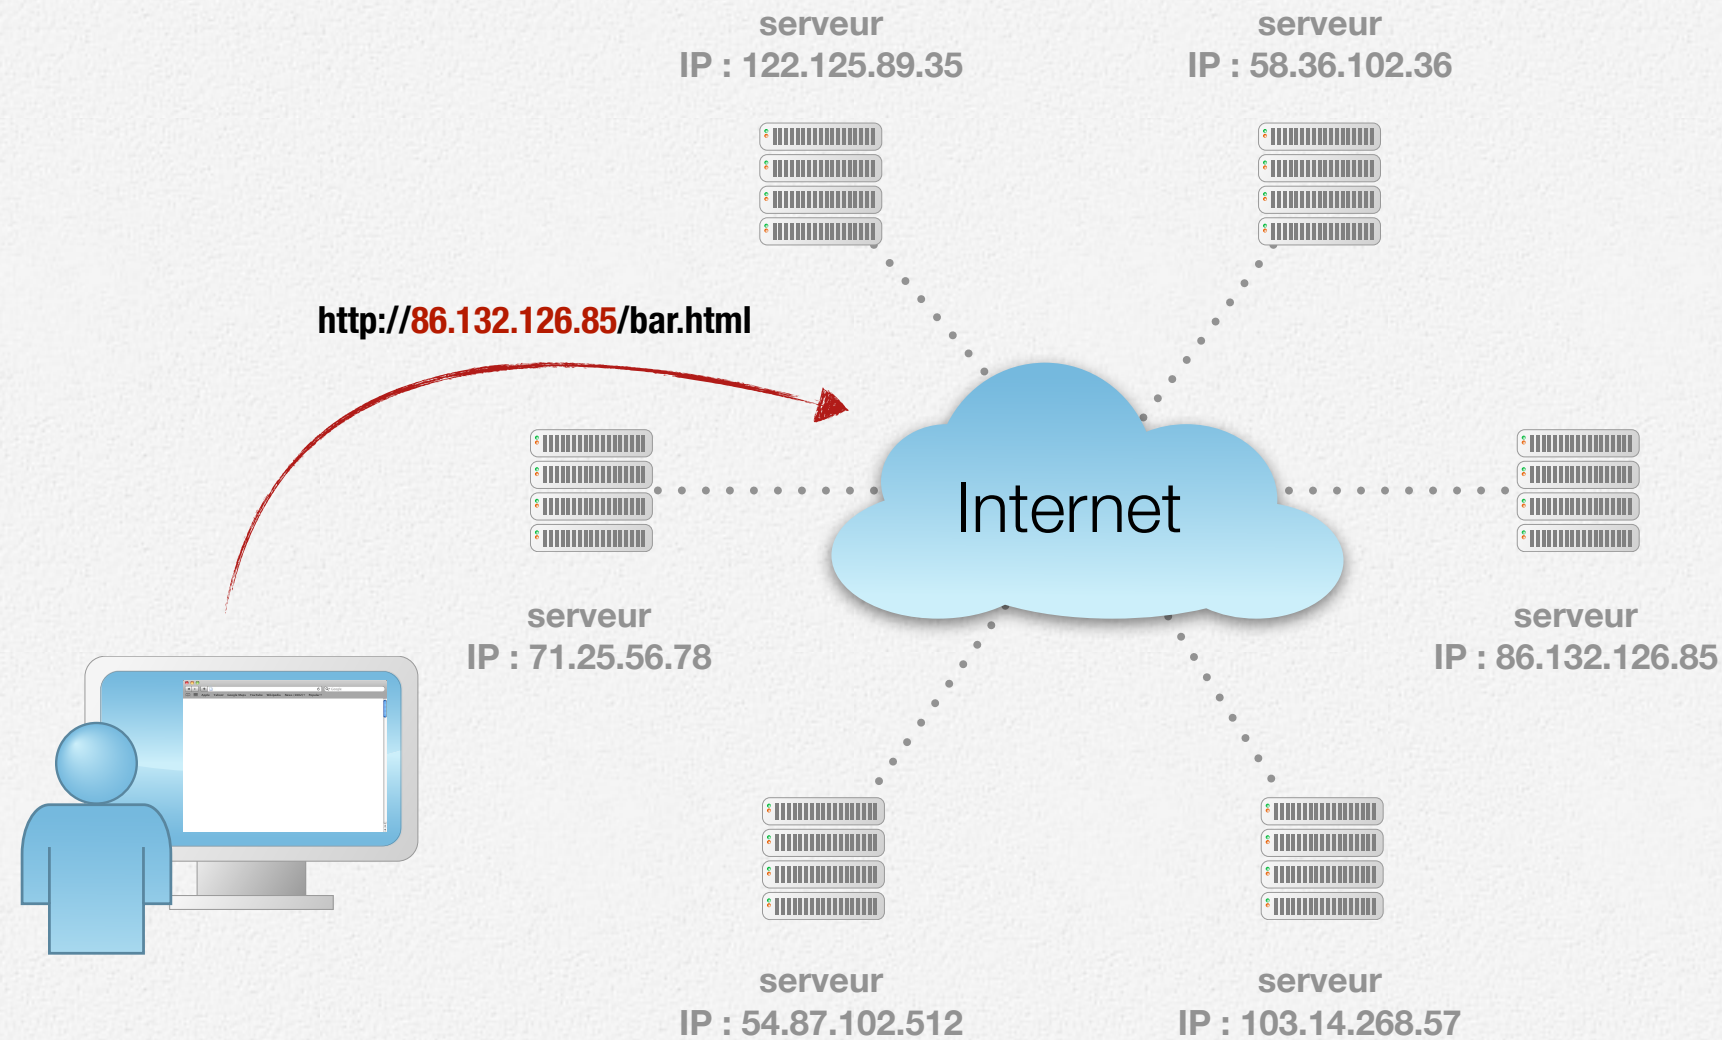 serveur
IP : 122.125.89.35
serveur
IP : 58.36.102.36
http://86.132.126.85/bar.html
Internet
serveur
IP : 71.25.56.78
serveur
IP : 86.132.126.85
serveur
IP : 54.87.102.512
serveur
IP : 103.14.268.57